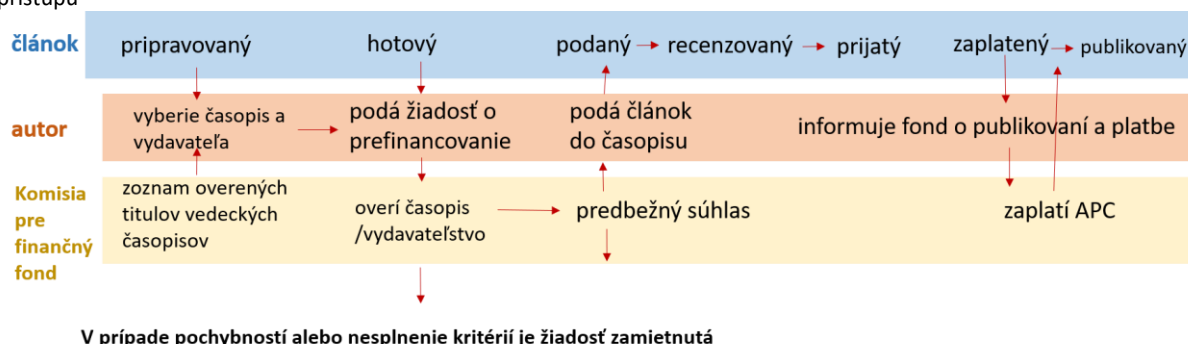 prístupu
článok
pripravovaný
hotový
podaný
recenzovaný
prijatý
zaplatený
publikovaný
autor
vyberie časopis a
vydavateľa
podá žiadosť o
prefinancovanie
podá článok
do časopisu
informuje fond o publikovaní a platbe
Komisia
pre
finančný
fond
zoznam overených
titulov vedeckých
časopisov
overí časopis
/vydavateľstvo
predbežný súhlas
zaplatí APC
V prípade pochybností alebo nesplnenie kritérií je žiadosť zamietnutá